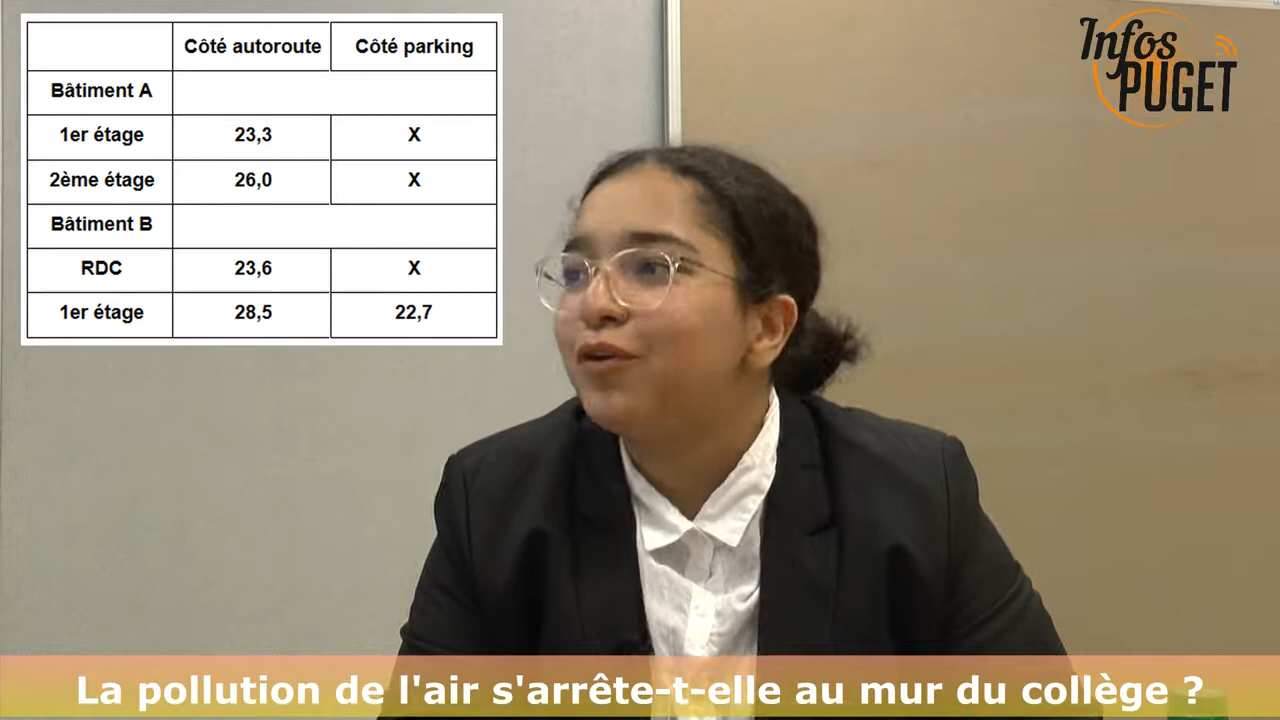 Côté autoroute Côté parking
Bâtiment A
1er étage 23,3 X
2ème étage 26,0 X
Bâtiment B
RDC 23,6 X
1er étage 28,5 22,7
Infos
PUGET
La pollution de l'air s'arrête-t-elle au mur du collège ?